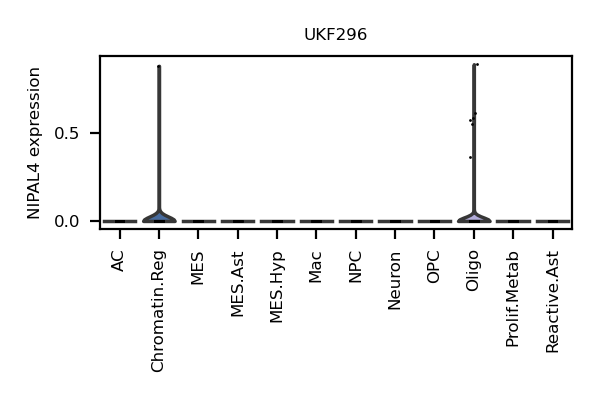 UKF296
NIPAL4 expression
0.5
0.0
AC
Chromatin.Reg
MES
MES.Ast
MES.Hyp
Mac
NPC
Neuron
OPC
Oligo
Prolif.Metab
Reactive.Ast